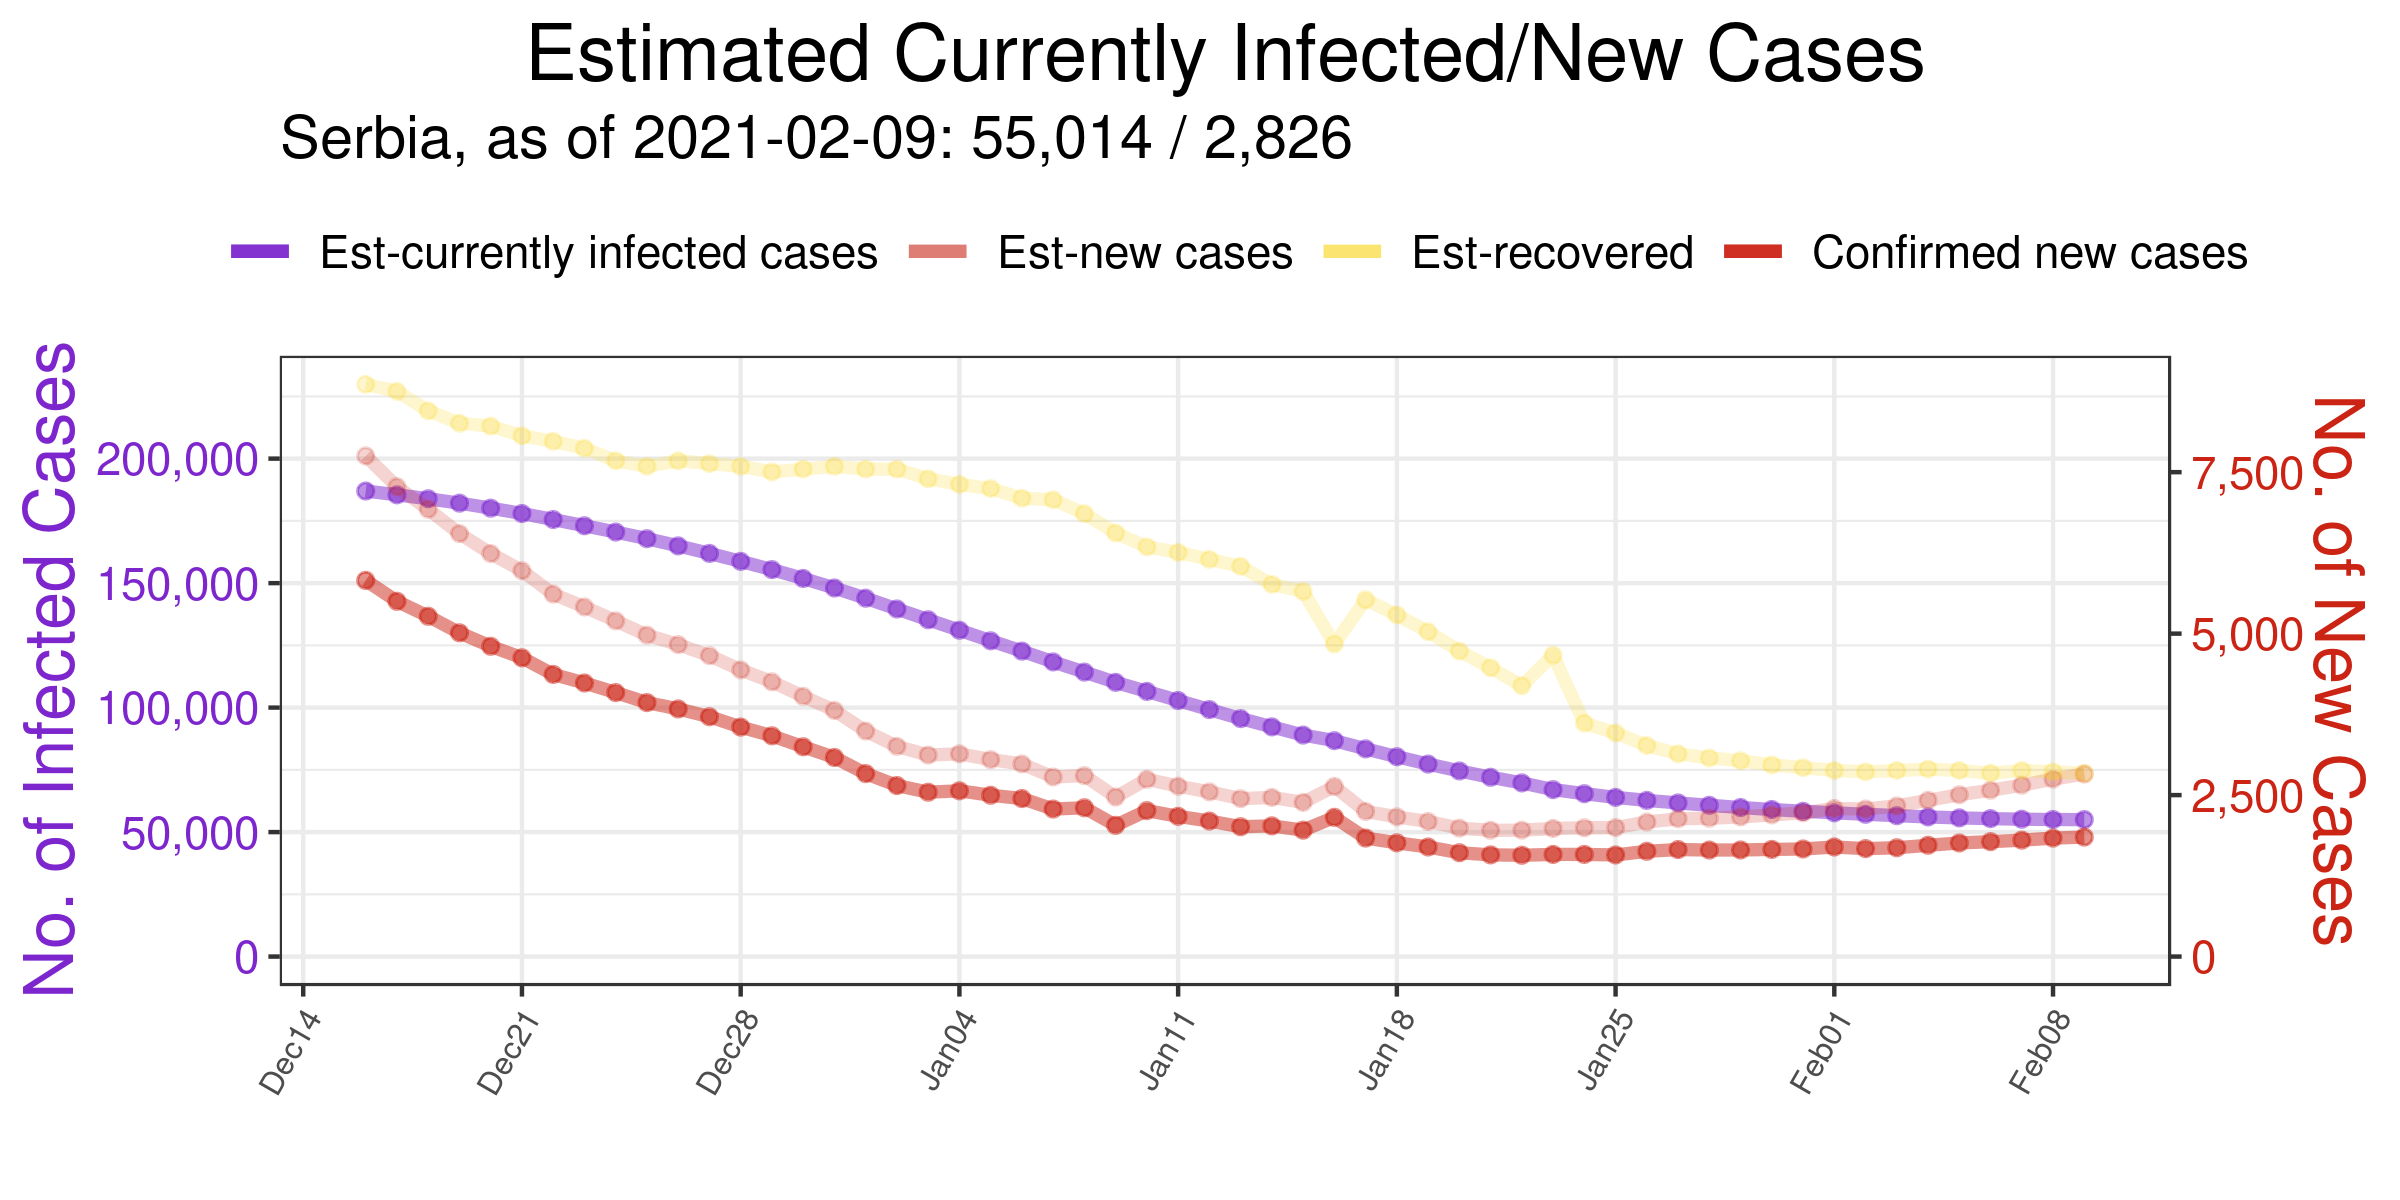 Estimated Currently Infected/New Cases
Serbia, as of 2021-02-09: 55,014 / 2,826
Est-currently infected cases Est-new cases Est-recovered Confirmed new cases
No. of Infected Cases
200,000
150,000
100,000
50,000
0
7,500
5,000
2,500
0
No. of New Cases
Dec14 Dec21 Dec28 Jan04 Jan11 Jan18 Jan25 Feb01 Feb08